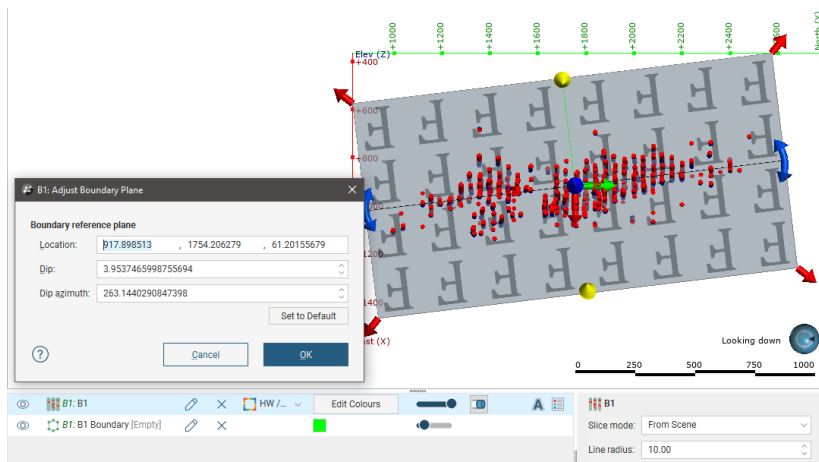 North (X)
+1000
+1200
+1400
+1600
+1800
+2000
+2200
+2400
Elev (Z)
+400
+600
+800
+1200
+1400
B1: Adjust Boundary Plane
Boundary reference plane
Location: 917.898513 , 1754.206279 , 61.20155679
Dip: 3.9537465998755694
Dip azimuth: 263.1440290847398
Set to Default
? Cancel OK
Looking down
0 250 500 750 1000
B1: B1 HW /... Edit Colours A
B1: B1 Boundary [Empty]
B1
Slice mode: From Scene
Line radius: 10.00